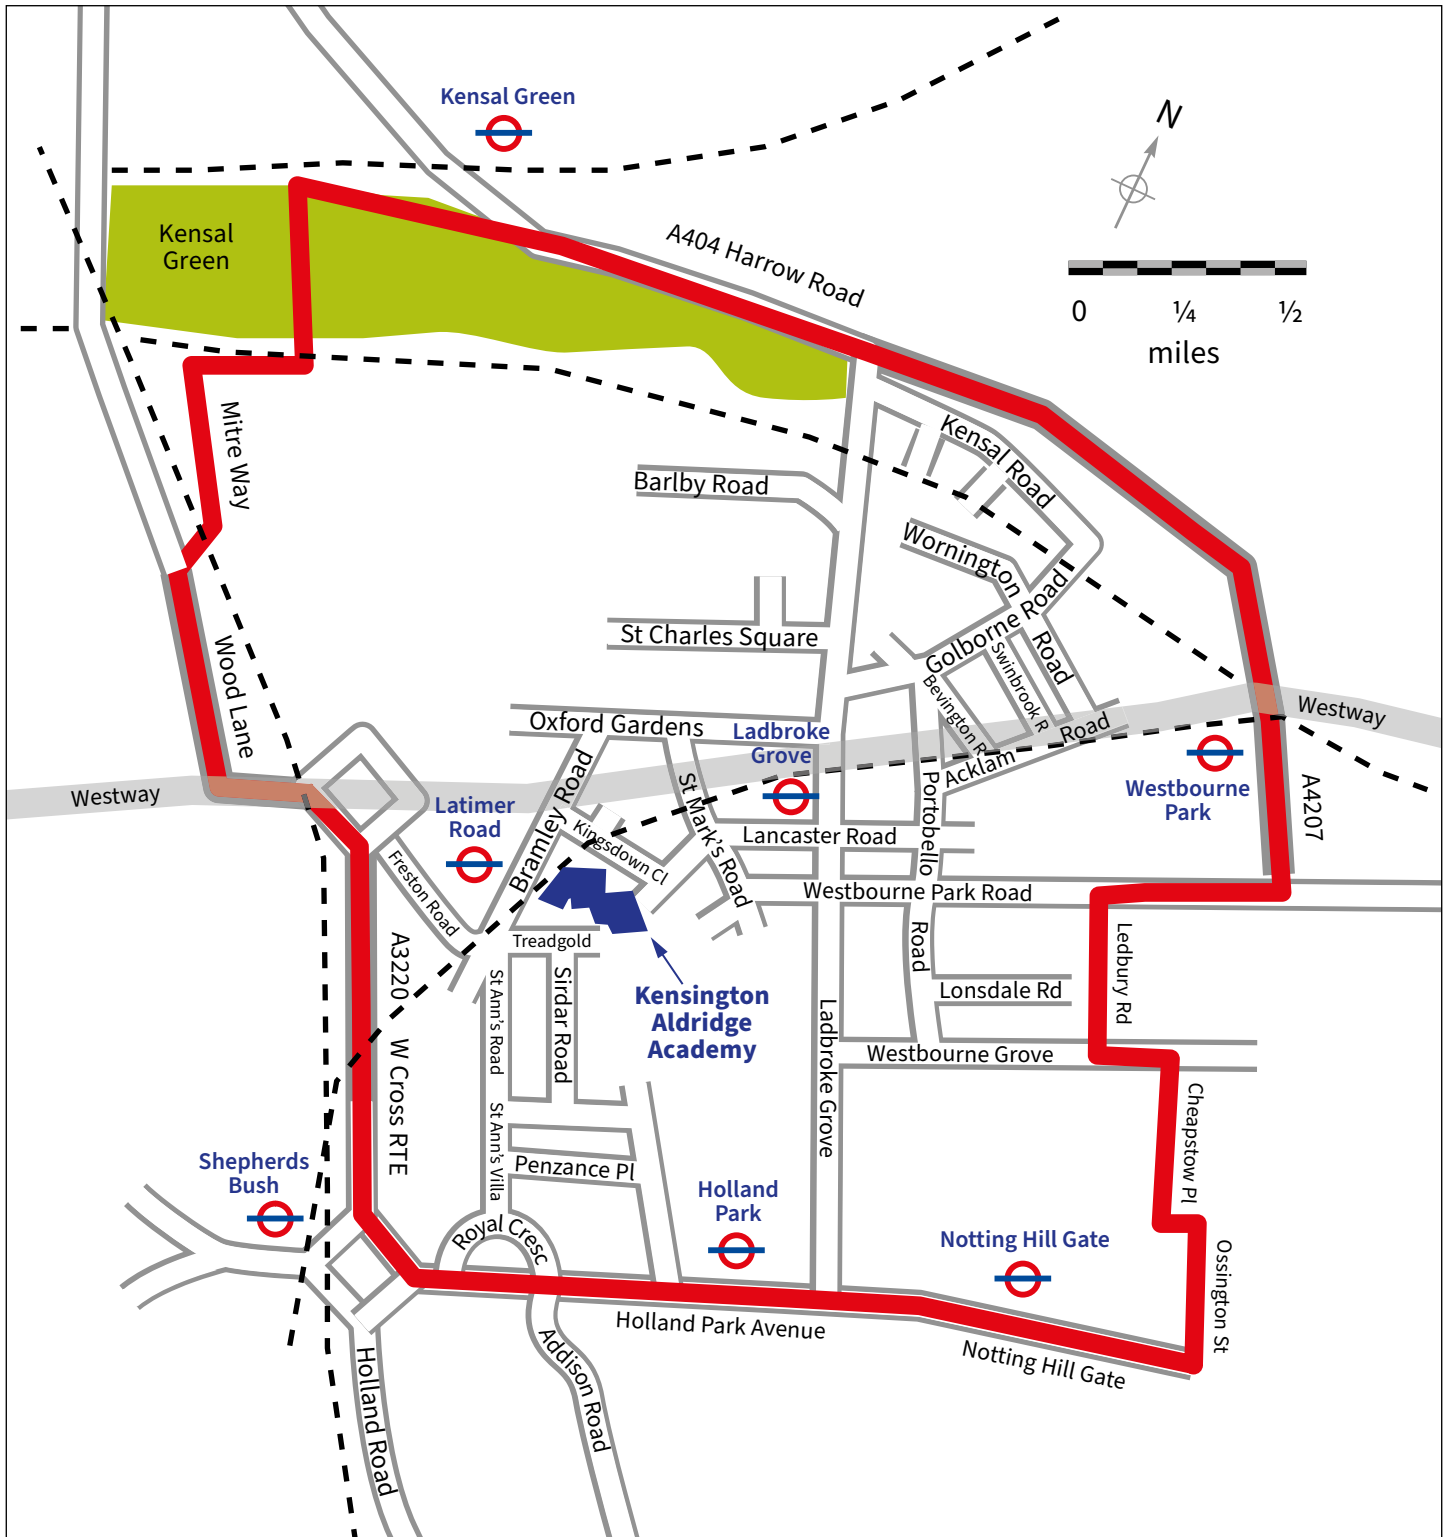 Kensal Green
N
Kensal
Green
A404 Harrow Road
0 ¼ ½
miles
Mitre Way
Kensal Road
Barlby Road
Wornington
Road
Golborne Road
St Charles Square
Swinbrook R
Bevington R
Wood Lane
Oxford Gardens
Ladbroke
Grove
Acklam
Road
Westway
Westway
Westbourne
Park
A4207
Latimer
Road
Bramley Road
Kingsdown Cl
St Mark's Road
Lancaster Road
Portobello
Road
Freston Road
Westbourne Park Road
Treadgold
A3220
W Cross RTE
St Ann's Road
Sirdar Road
Kensington
Aldridge
Academy
Ladbroke Grove
Lonsdale Rd
Ledbury Rd
Westbourne Grove
St Ann's Villa
Penzance Pl
Cheapstow Pl
Shepherds
Bush
Holland
Park
Royal Cresc
Notting Hill Gate
Ossington St
Holland Park Avenue
Notting Hill Gate
Addison Road
Holland Road